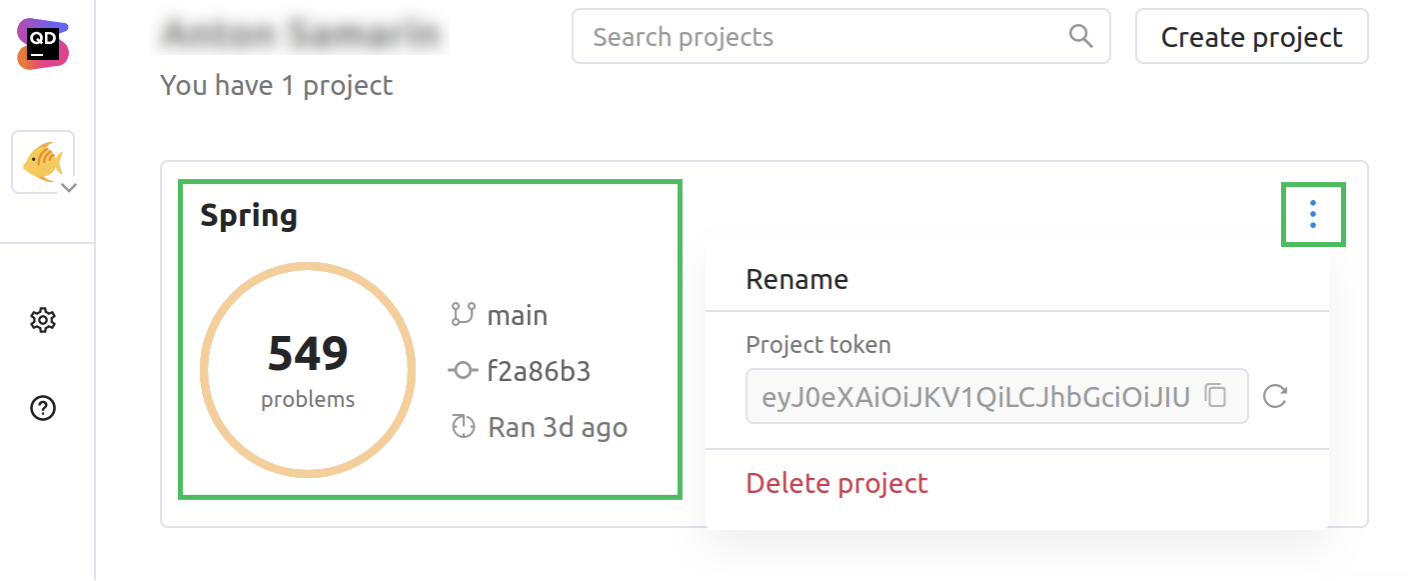 QD
Search projects
Create project
You have 1 project
Spring
549
problems
main
f2a86b3
Ran 3d ago
Rename
Project token
eyJ0eXAiOiJKV1QiLCJhbGciOiJIU
Delete project